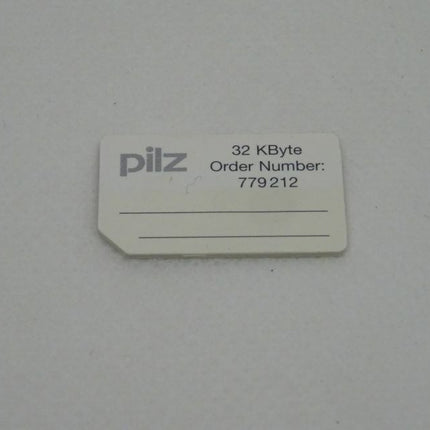 pilz
32 KByte
Order Number:
779212